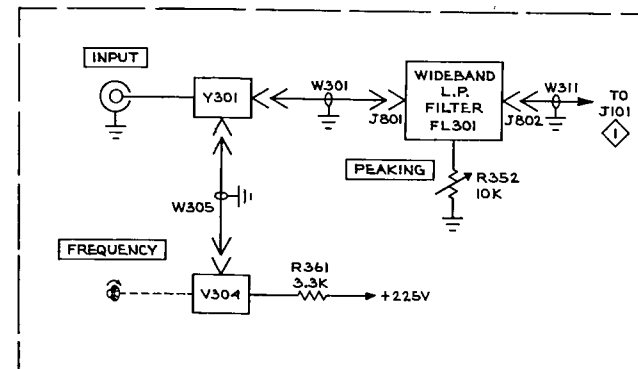 INPUT
Y301
W301
J801
WIDEBAND
L.P.
FILTER
FL301
J802
W311
TO
J101
1
PEAKING
R352
10K
W305
FREQUENCY
V304
R361
3.3K
+225V